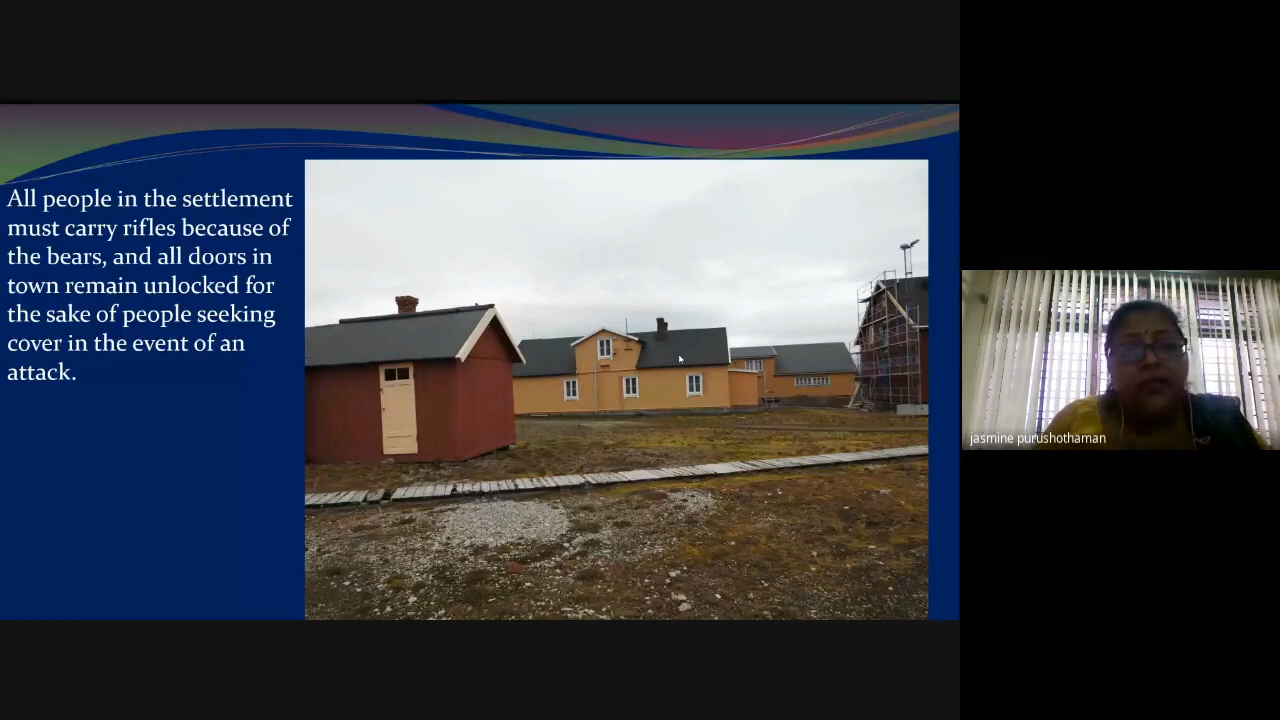 All people in the settlement
must carry rifles because of
the bears, and all doors in
town remain unlocked for
the sake of people seeking
cover in the event of an
attack.
jasmine purushothaman